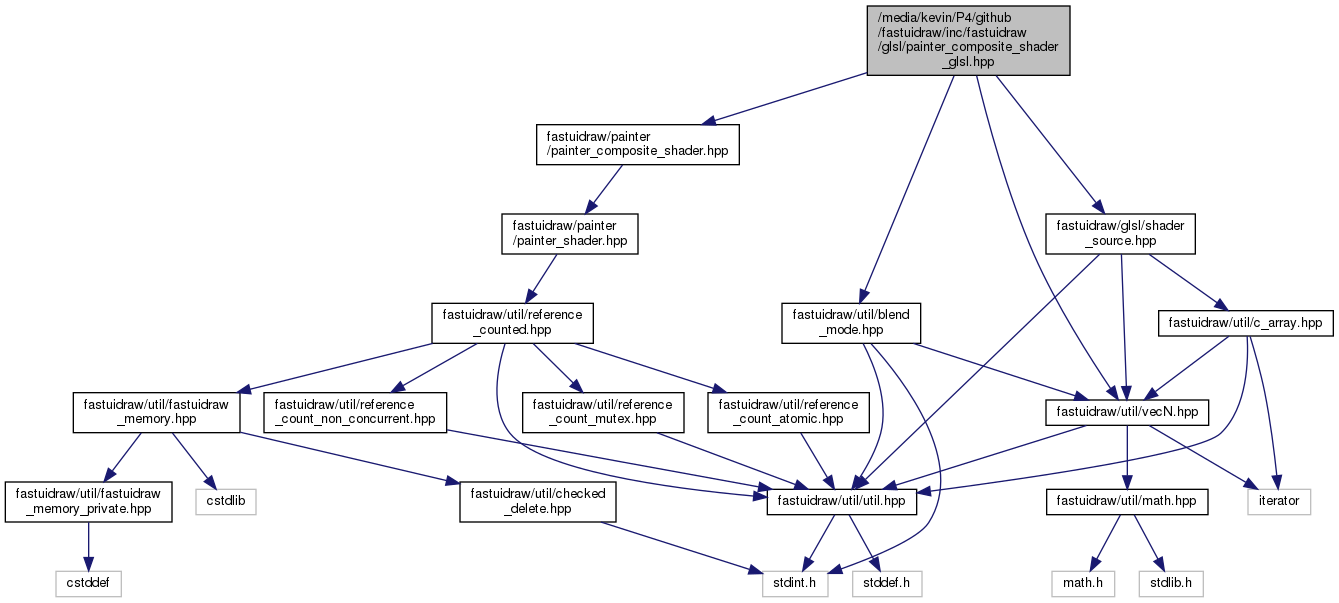 /media/kevin/P4/github
/fastuidraw/inc/fastuidraw
/glsl/painter_composite_shader
_glsl.hpp
fastuidraw/painter
/painter_composite_shader.hpp
fastuidraw/painter
/painter_shader.hpp
fastuidraw/glsl/shader
_source.hpp
fastuidraw/util/reference
_counted.hpp
fastuidraw/util/blend
_mode.hpp
fastuidraw/util/c_array.hpp
fastuidraw/util/fastuidraw
_memory.hpp
fastuidraw/util/reference
_count_non_concurrent.hpp
fastuidraw/util/reference
_count_mutex.hpp
fastuidraw/util/reference
_count_atomic.hpp
fastuidraw/util/vecN.hpp
fastuidraw/util/fastuidraw
_memory_private.hpp
cstdlib
fastuidraw/util/checked
_delete.hpp
fastuidraw/util/util.hpp
fastuidraw/util/math.hpp
iterator
cstddef
stdint.h
stddef.h
math.h
stdlib.h